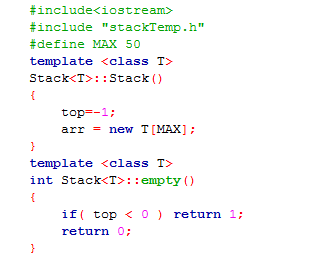 #include<iostream>
#include "stackTemp.h"
#define MAX 50
template <class T>
Stack<T>::Stack()
{
    top=-1;
    arr = new T[MAX];
}
template <class T>
int Stack<T>::empty()
{
    if( top < 0 ) return 1;
    return 0;
}